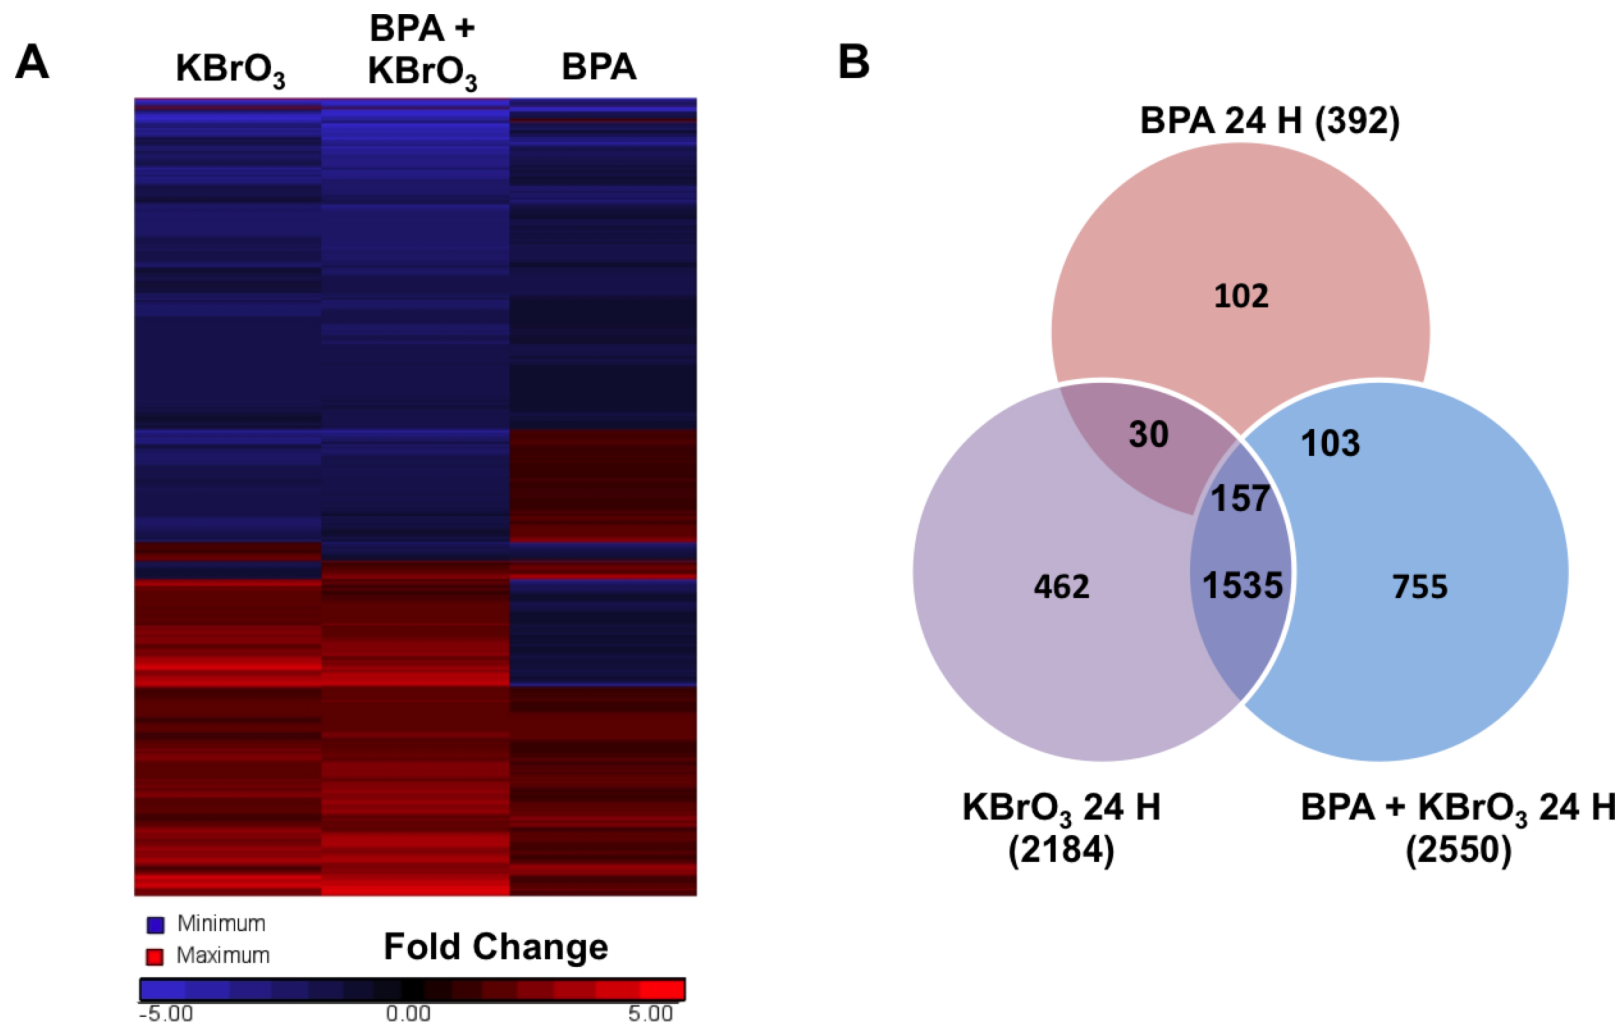 A
KBrO₃
BPA +
KBrO₃
BPA
Minimum
Maximum
Fold Change
-5.00
0.00
5.00
B
BPA 24 H (392)
102
30
103
157
462
1535
755
KBrO₃ 24 H
(2184)
BPA + KBrO₃ 24 H
(2550)